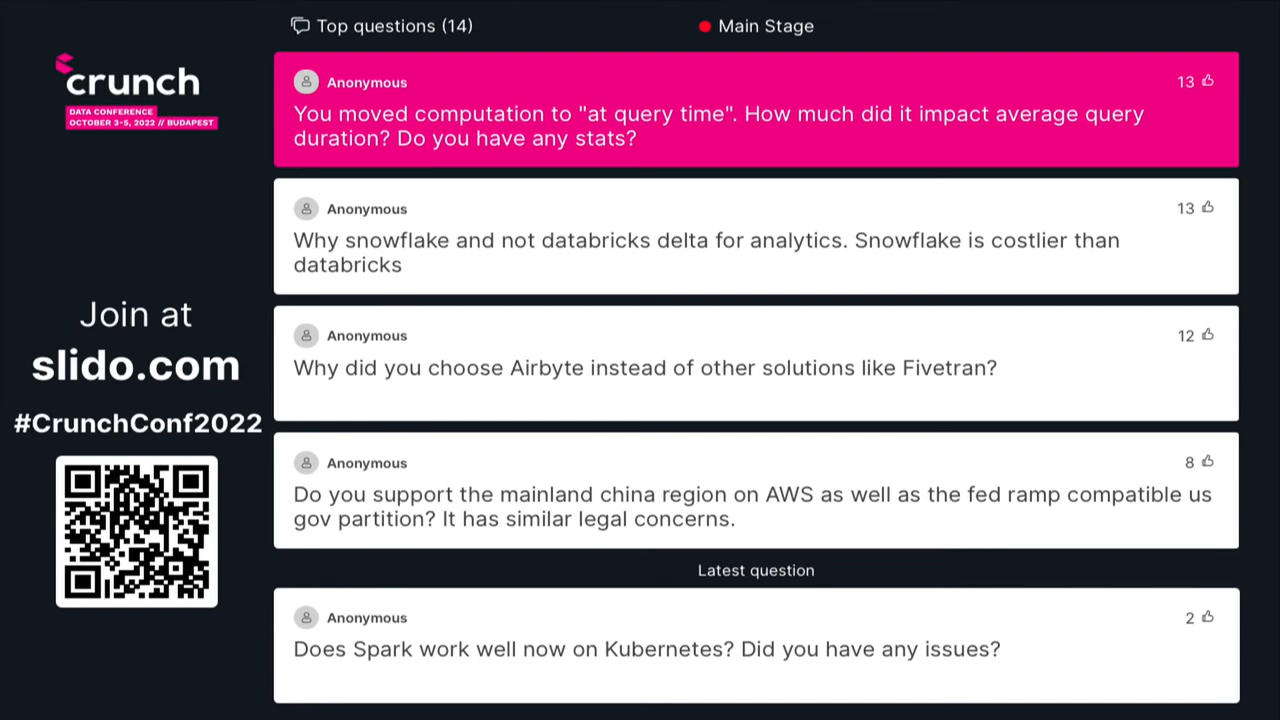 Top questions (14)
Main Stage
crunch
DATA CONFERENCE
OCTOBER 3-5, 2022 // BUDAPEST
Anonymous
13
You moved computation to "at query time". How much did it impact average query
duration? Do you have any stats?
Anonymous
13
Why snowflake and not databricks delta for analytics. Snowflake is costlier than
databricks
Anonymous
12
Why did you choose Airbyte instead of other solutions like Fivetran?
Anonymous
8
Do you support the mainland china region on AWS as well as the fed ramp compatible us
gov partition? It has similar legal concerns.
Latest question
Anonymous
2
Does Spark work well now on Kubernetes? Did you have any issues?
Join at
slido.com
#CrunchConf2022